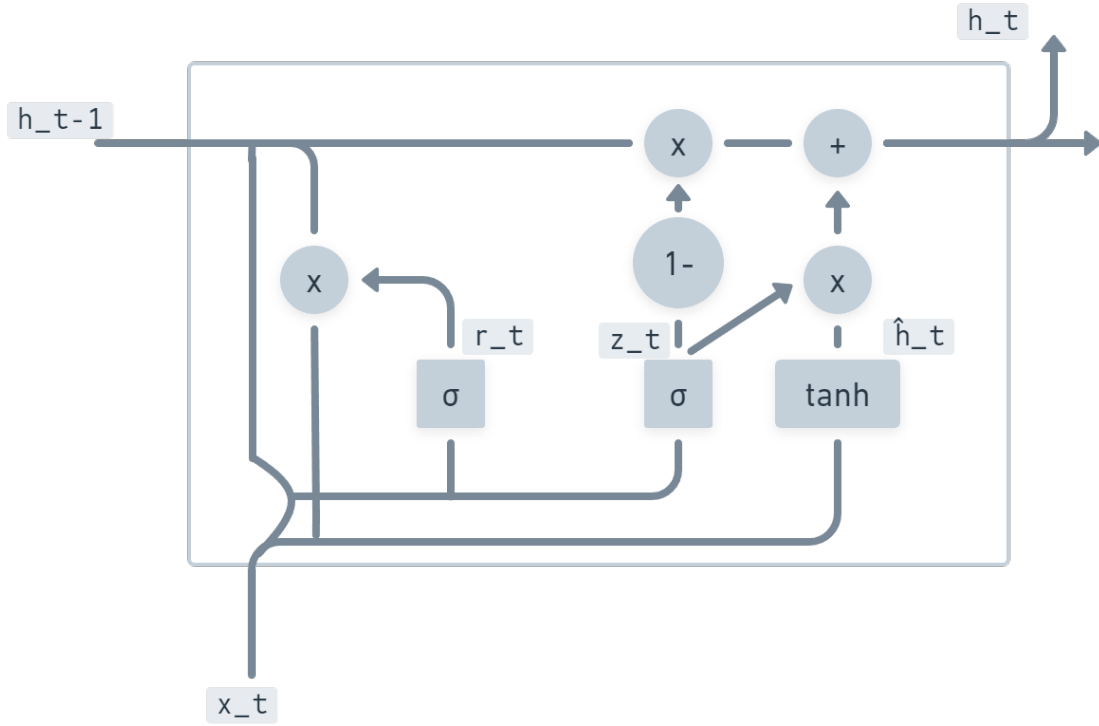 h_t
h_t-1
x
+
1-
x
x
r_t
z_t
ĥ_t
σ
σ
tanh
x_t